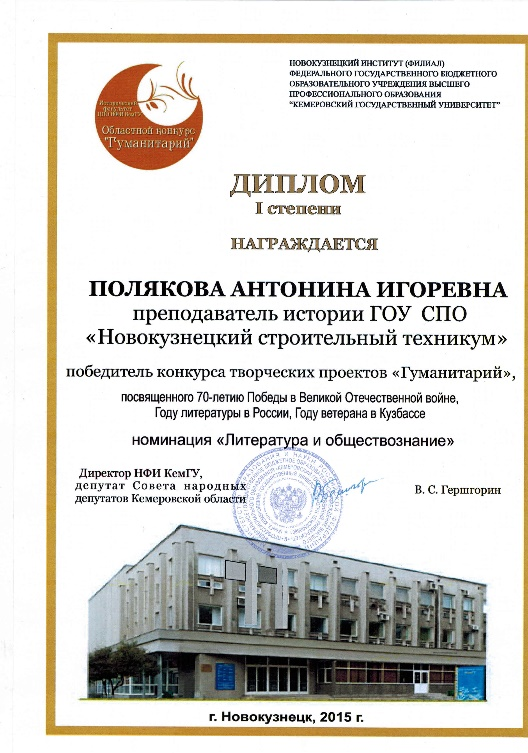 НОВОКУЗНЕЦКИЙ ИНСТИТУТ (ФИЛИАЛ)
ФЕДЕРАЛЬНОГО ГОСУДАРСТВЕННОГО БЮДЖЕТНОГО
ОБРАЗОВАТЕЛЬНОГО УЧРЕЖДЕНИЯ ВЫСШЕГО
ПРОФЕССИОНАЛЬНОГО ОБРАЗОВАНИЯ
"КЕМЕРОВСКИЙ ГОСУДАРСТВЕННЫЙ УНИВЕРСИТЕТ"
Исторический
факультет
Областной конкурс
"Гуманитарий"
ДИПЛОМ
I степени
НАГРАЖДАЕТСЯ
ПОЛЯКОВА АНТОНИНА ИГОРЕВНА
преподаватель истории ГОУ СПО
«Новокузнецкий строительный техникум»
победитель конкурса творческих проектов «Гуманитарий»,
посвященного 70-летию Победы в Великой Отечественной войне,
Году литературы в России, Году ветерана в Кузбассе
номинация «Литература и обществознание»
Директор НФИ КемГУ,
депутат Совета народных
депутатов Кемеровской области
В. С. Гершгорин
г. Новокузнецк, 2015 г.